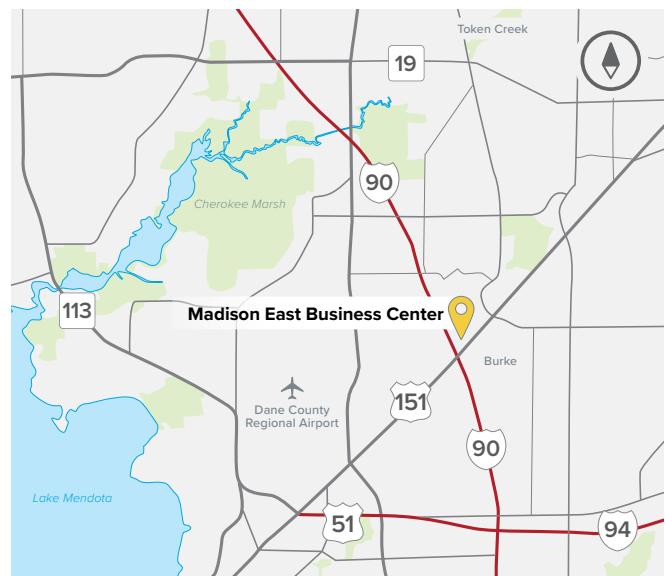 Token Creek
19
90
Cherokee Marsh
113
Madison East Business Center
Burke
151
Dane County
Regional Airport
90
Lake Mendota
51
94